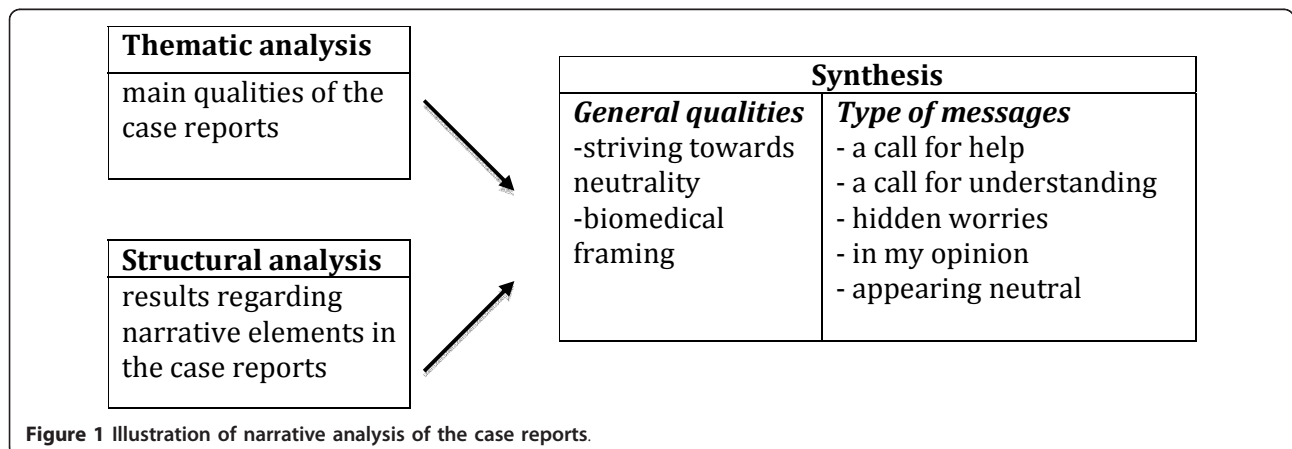 Thematic analysis
main qualities of the
case reports
Structural analysis
results regarding
narrative elements in
the case reports
Synthesis
General qualities
-striving towards
neutrality
-biomedical
framing
Type of messages
- a call for help
- a call for understanding
- hidden worries
- in my opinion
- appearing neutral
Figure 1 Illustration of narrative analysis of the case reports.